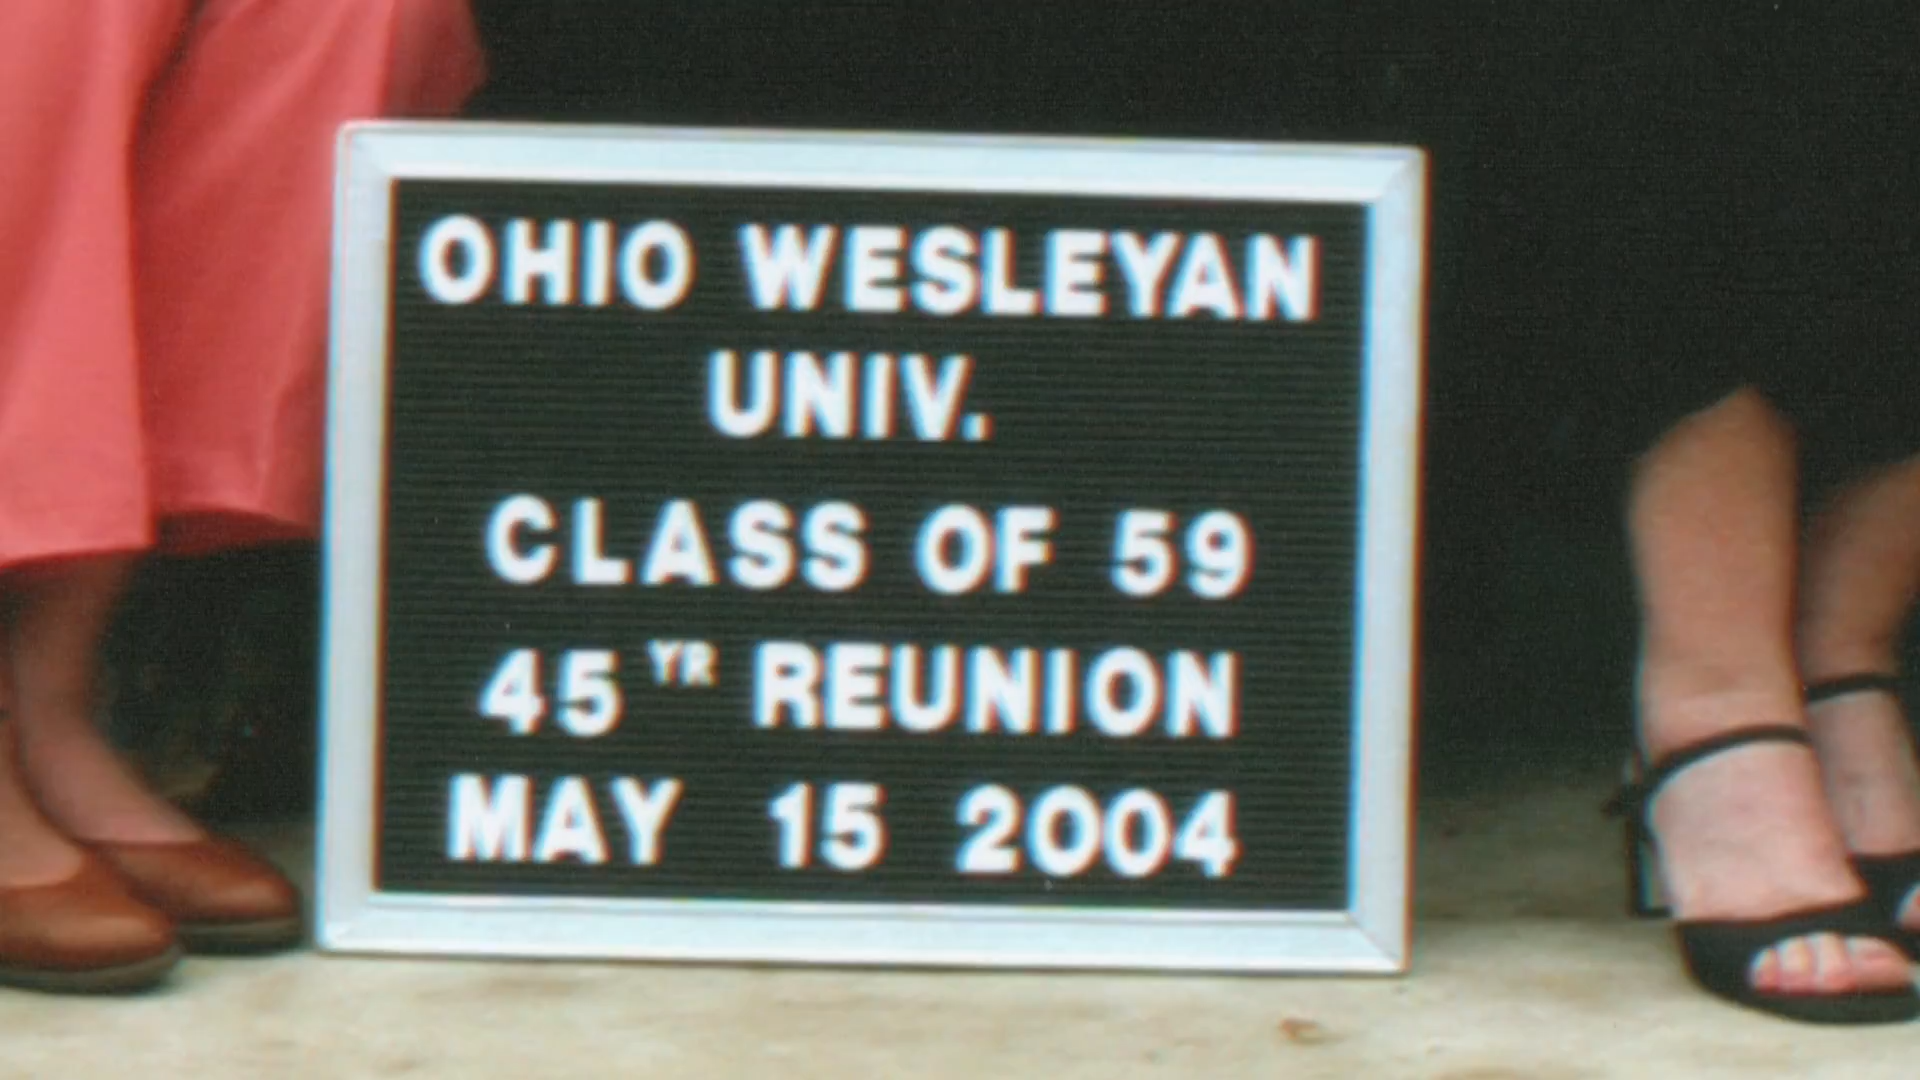 OHIO WESLEYAN
UNIV.
CLASS OF 59
45 YR REUNION
MAY 15 2004